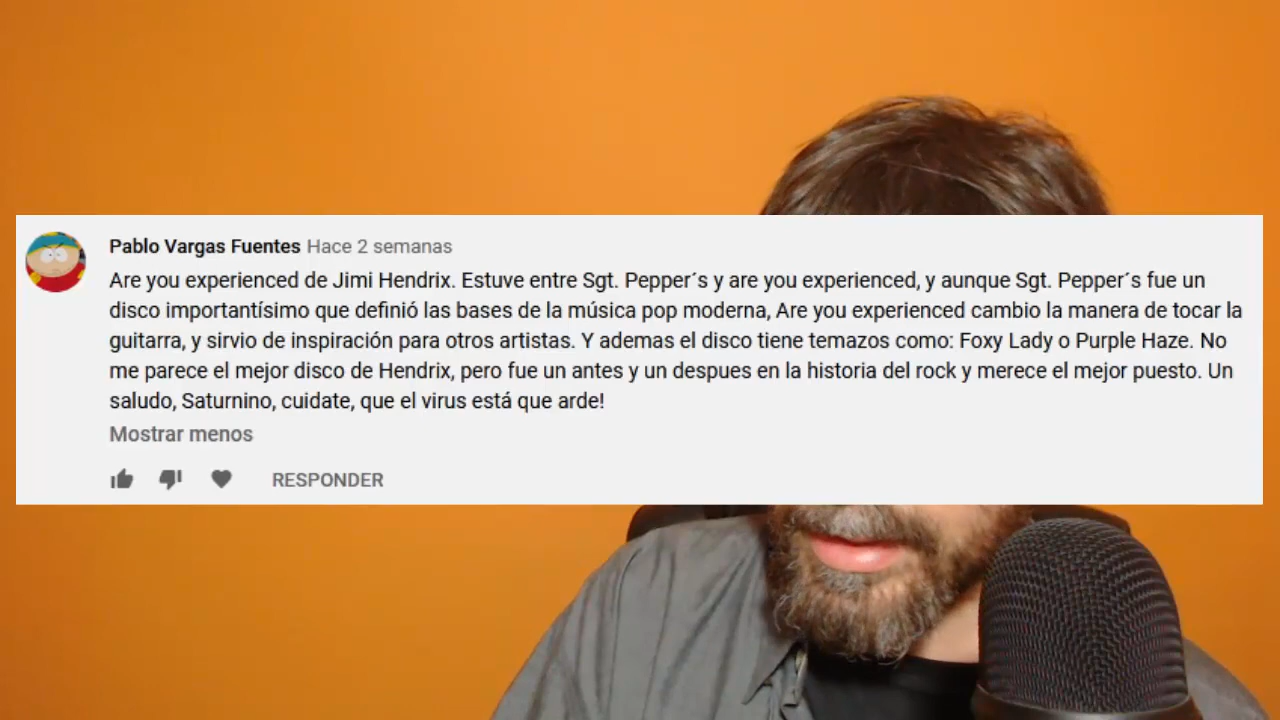 Pablo Vargas Fuentes Hace 2 semanas
Are you experienced de Jimi Hendrix. Estuve entre Sgt. Pepper´s y are you experienced, y aunque Sgt. Pepper´s fue un
disco importantísimo que definió las bases de la música pop moderna, Are you experienced cambio la manera de tocar la
guitarra, y sirvio de inspiración para otros artistas. Y ademas el disco tiene temazos como: Foxy Lady o Purple Haze. No
me parece el mejor disco de Hendrix, pero fue un antes y un despues en la historia del rock y merece el mejor puesto. Un
saludo, Saturnino, cuidate, que el virus está que arde!
Mostrar menos
RESPONDER